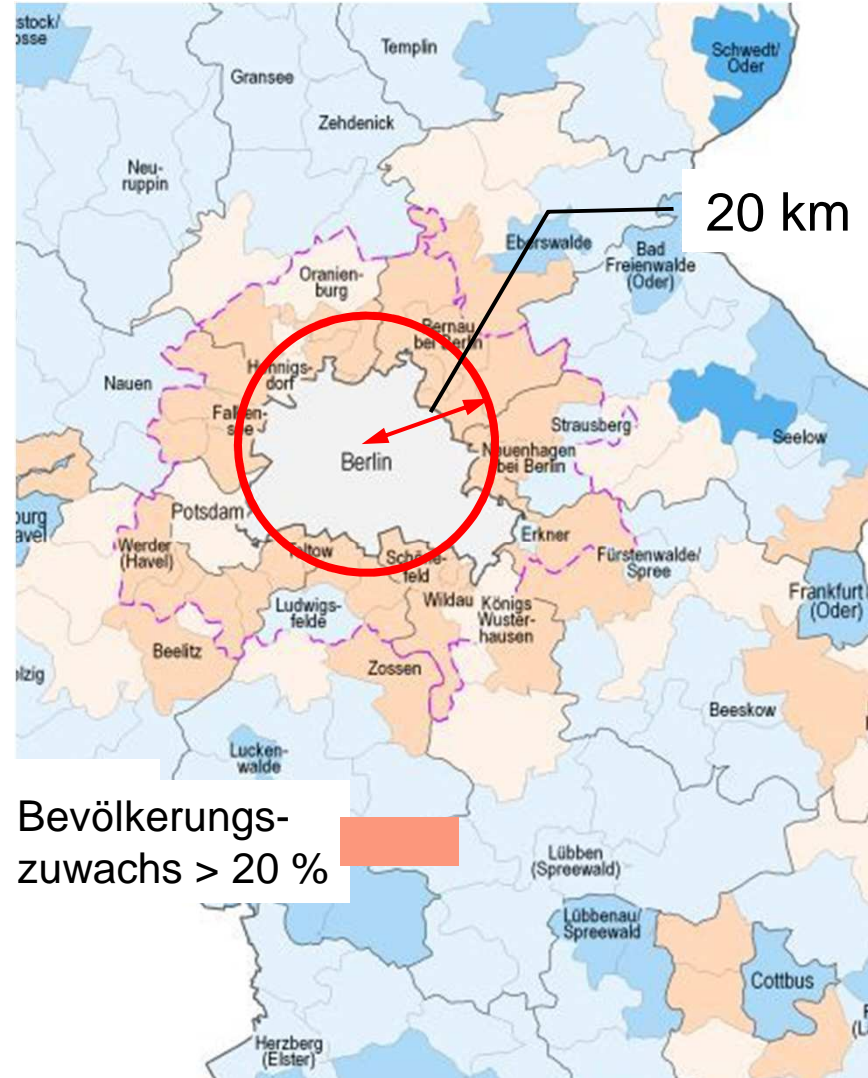 stock/
osse
Templin
Schwedt/
Oder
Gransee
Zehdenick
Neu-
ruppin
20 km
Eberswalde
Bad
Freienwalde
(Oder)
Oranien-
burg
Bernau
bei Berlin
Hennigs-
dorf
Nauen
Falken-
see
Strausberg
Seelow
Neuenhagen
bei Berlin
Berlin
Potsdam
burg
avel
Erkner
Werder
(Havel)
Teltow
Schöne-
feld
Fürstenwalde/
Spree
Wildau
Königs
Wuster-
hausen
Frankfurt
(Oder)
Ludwigs-
felde
Beelitz
Zossen
elzig
Beeskow
Lucken-
walde
Bevölkerungs-
zuwachs > 20 %
Lübben
(Spreewald)
Lübbenau/
Spreewald
Cottbus
Herzberg
(Elster)